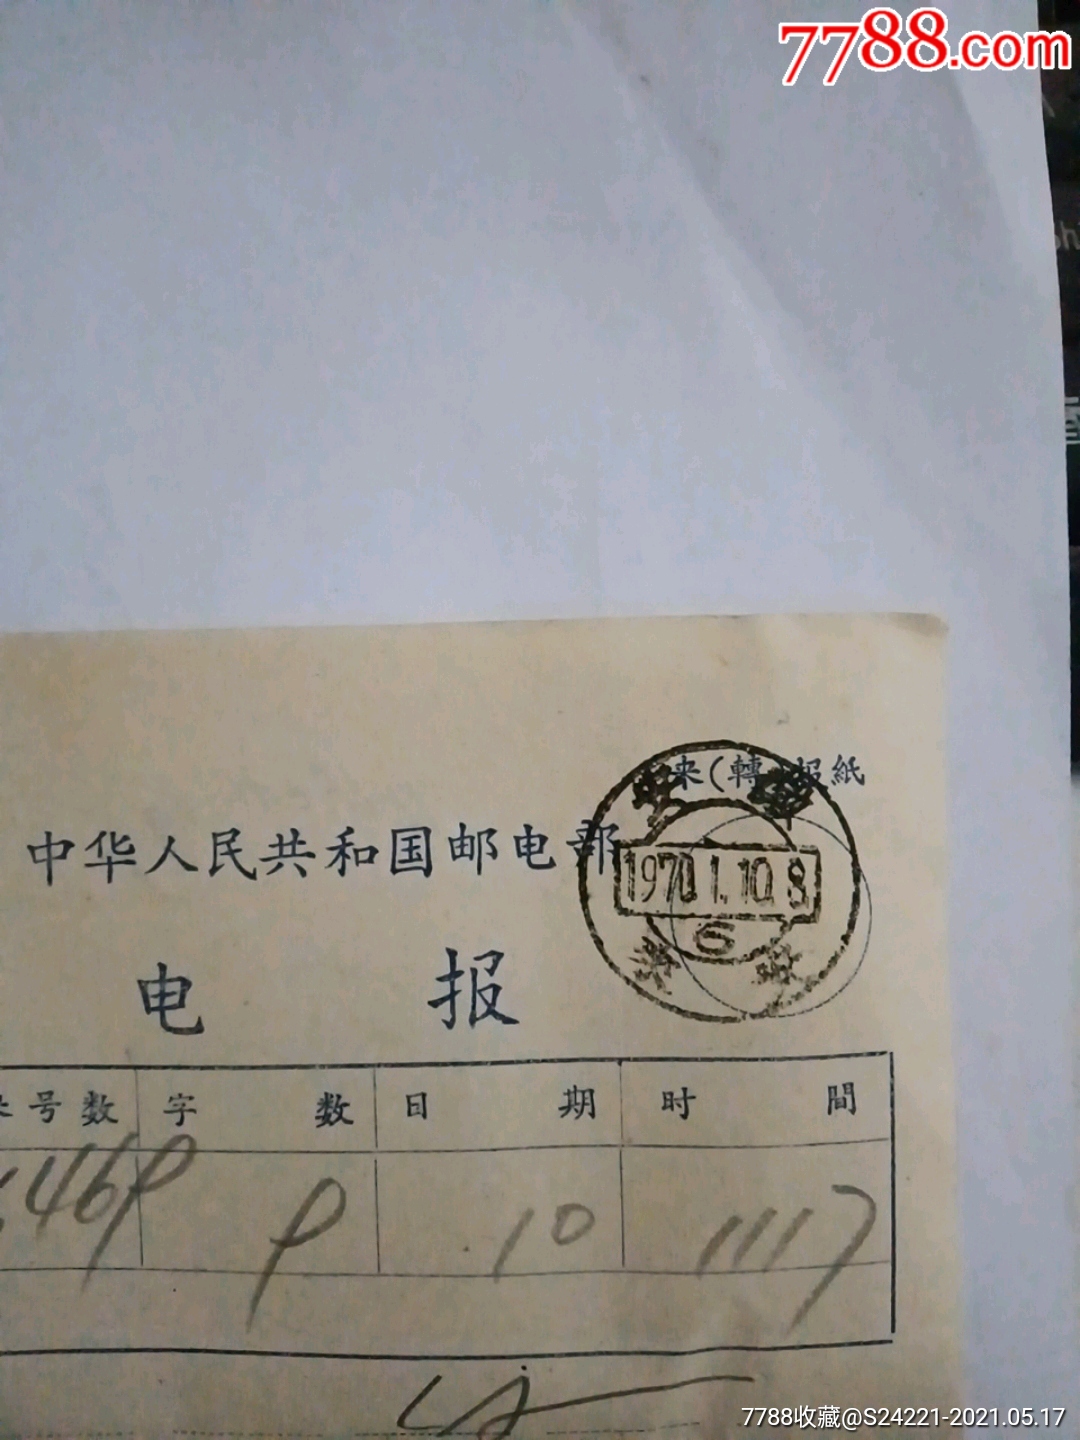 7788.com
来(轉)报紙
中华人民共和国邮电部
1970.1.10.8
6
电报
号数 字数 日期 时間
10 1117
7788收藏@S24221-2021.05.17